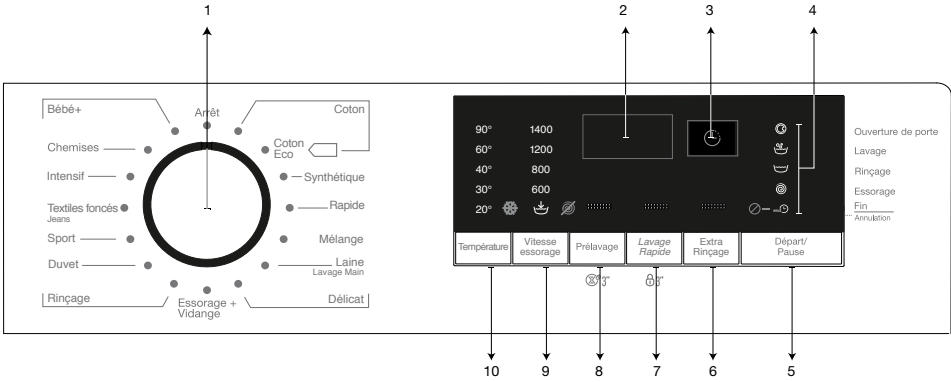 1
2
3
4
Bébé+
Arrêt
Coton
Chemises
Coton
Eco
Intensif
Synthétique
Textiles foncés
Jeans
Rapide
Sport
Mélange
Duvet
Laine
Lavage Main
Rinçage
Essorage +
Vidange
Délicat
90°
1400
60°
1200
40°
800
30°
600
20°
Ouverture de porte
Lavage
Rinçage
Essorage
Fin
Annulation
Température
Vitesse
essorage
Prélavage
Lavage
Rapide
Extra
Rinçage
Départ/
Pause
3"
3"
10
9
8
7
6
5